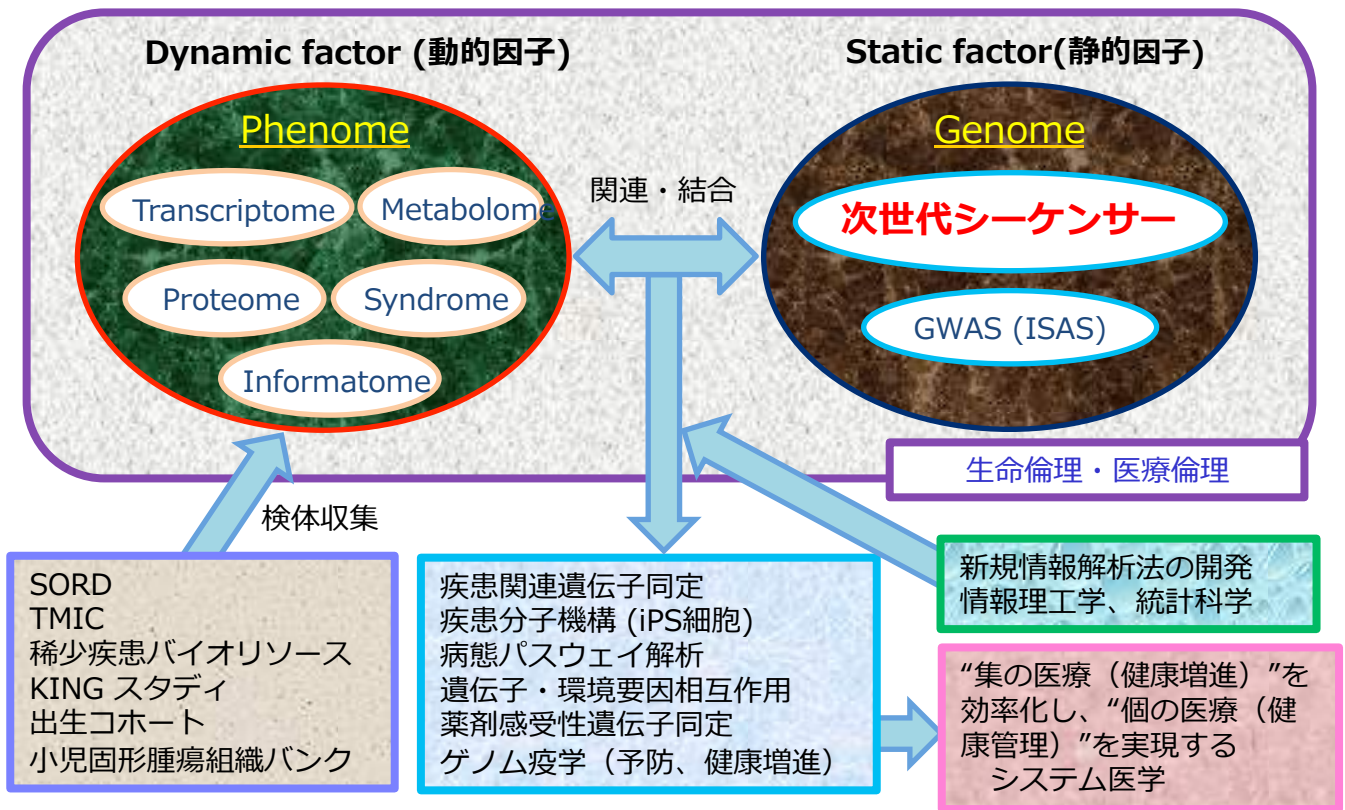 Dynamic factor (動的因子)
Static factor(静的因子)
Phenome
Transcriptome
Metabolome
Proteome
Syndrome
Informatome
関連・結合
Genome
次世代シーケンサー
GWAS (ISAS)
生命倫理・医療倫理
検体収集
SORD
TMIC
稀少疾患バイオリソース
KING スタディ
出生コホート
小児固形腫瘍組織バンク
疾患関連遺伝子同定
疾患分子機構 (iPS細胞)
病態パスウェイ解析
遺伝子・環境要因相互作用
薬剤感受性遺伝子同定
ゲノム疫学（予防、健康増進）
新規情報解析法の開発
情報理工学、統計科学
“集の医療（健康増進）”を
効率化し、“個の医療（健
康管理）”を実現する
システム医学